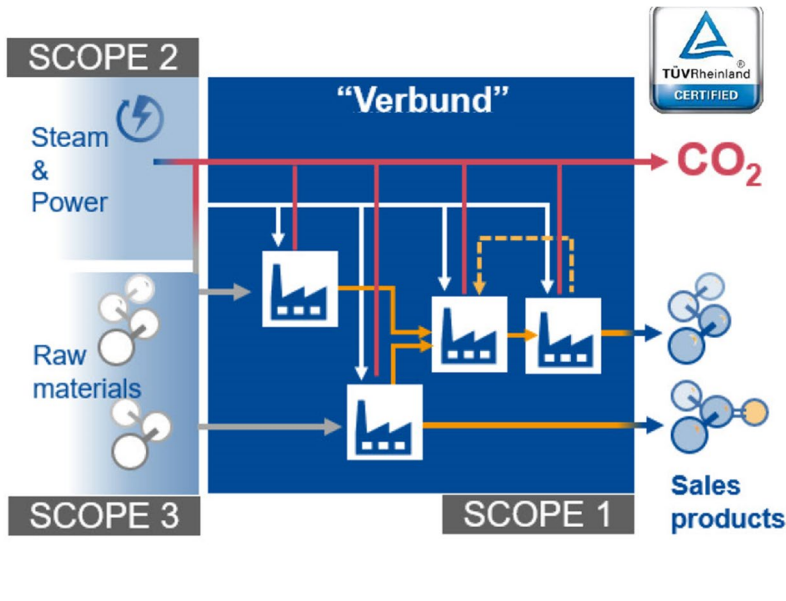 SCOPE 2
®
TÜVRheinland
CERTIFIED
“Verbund”
Steam
&
Power
CO₂
Raw
materials
Sales
products
SCOPE 3
SCOPE 1